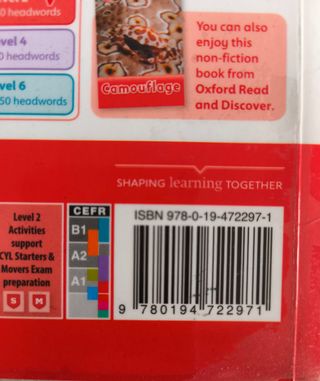 0 headwords
vel 4
0 headwords
vel 6
50 headwords
Camouflage
You can also
enjoy this
non-fiction
book from
Oxford Read
and Discover.
SHAPING learning TOGETHER
Level 2
Activities
support
CYL Starters &
Movers Exam
preparation
S M
CEFR
B1
A2
A1
ISBN 978-0-19-472297-1
9 780194 722971